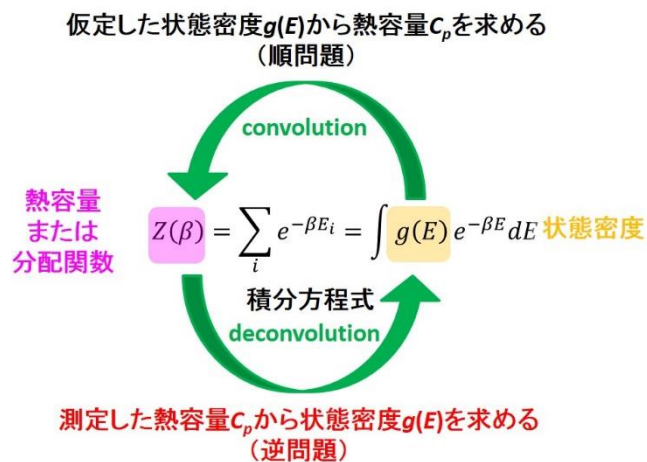 仮定した状態密度g(E)から熱容量Cpを求める
（順問題）
convolution
熱容量
または
分配関数
Z(β) = ∑_i e^{-βE_i} = ∫ g(E) e^{-βE} dE 状態密度
積分方程式
deconvolution
測定した熱容量Cpから状態密度g(E)を求める
（逆問題）